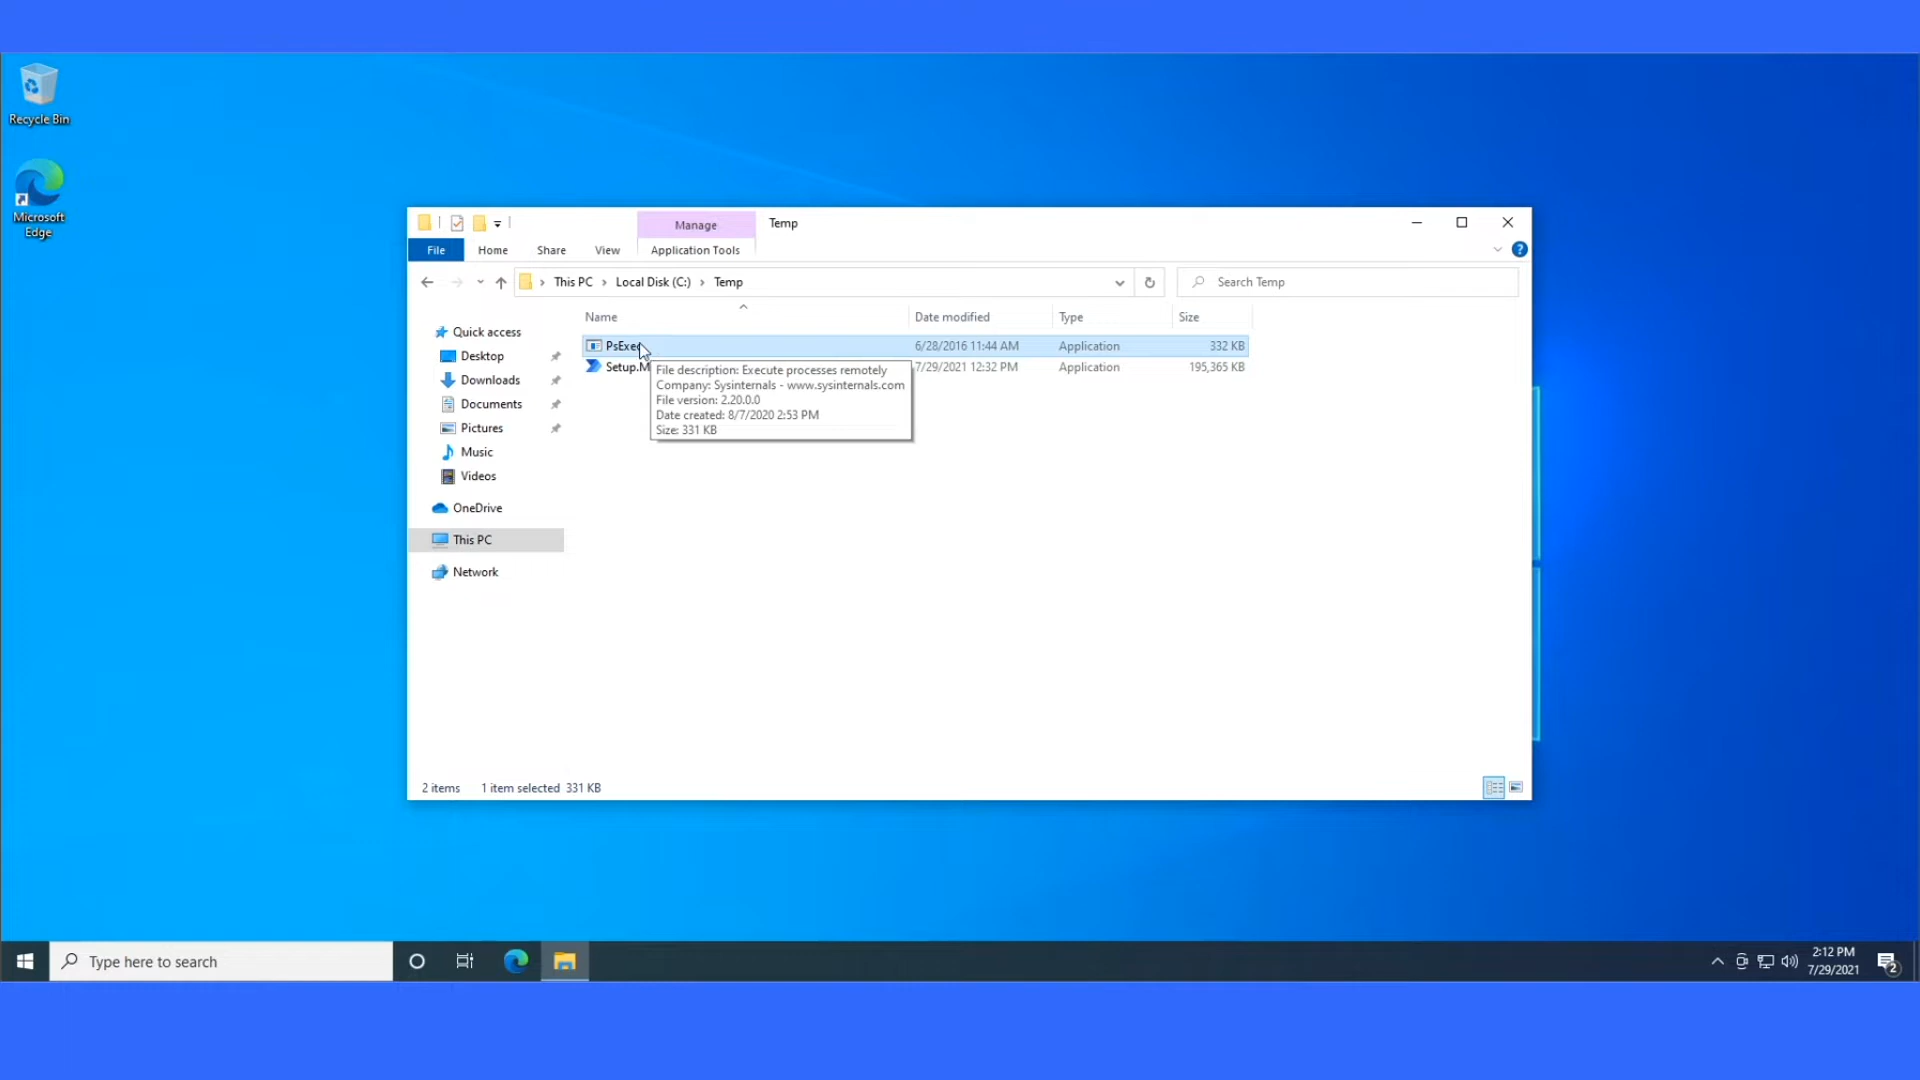 Recycle Bin
Microsoft
Edge
Manage
Temp
File
Home
Share
View
Application Tools
This PC
Local Disk (C:)
Temp
Search Temp
Name
Date modified
Type
Size
Quick access
Desktop
Downloads
Documents
Pictures
Music
Videos
OneDrive
This PC
Network
PsExec
6/28/2016 11:44 AM
Application
332 KB
Setup.M
7/29/2021 12:32 PM
Application
195,365 KB
File description: Execute processes remotely
Company: Sysinternals - www.sysinternals.com
File version: 2.20.0.0
Date created: 8/7/2020 2:53 PM
Size: 331 KB
2 items
1 item selected 331 KB
Type here to search
2:12 PM
7/29/2021
2